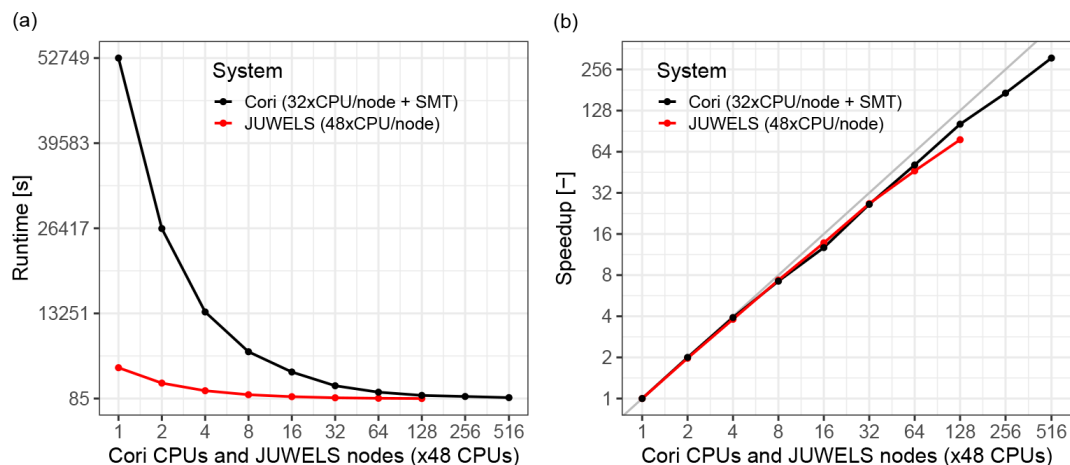 (a)
52749
39583
26417
13251
85
Runtime [s]
System
Cori (32xCPU/node + SMT)
JUWELS (48xCPU/node)
1 2 4 8 16 32 64 128 256 516
Cori CPUs and JUWELS nodes (x48 CPUs)
(b)
256
128
64
32
16
8
4
2
1
Speedup [−]
System
Cori (32xCPU/node + SMT)
JUWELS (48xCPU/node)
1 2 4 8 16 32 64 128 256 516
Cori CPUs and JUWELS nodes (x48 CPUs)